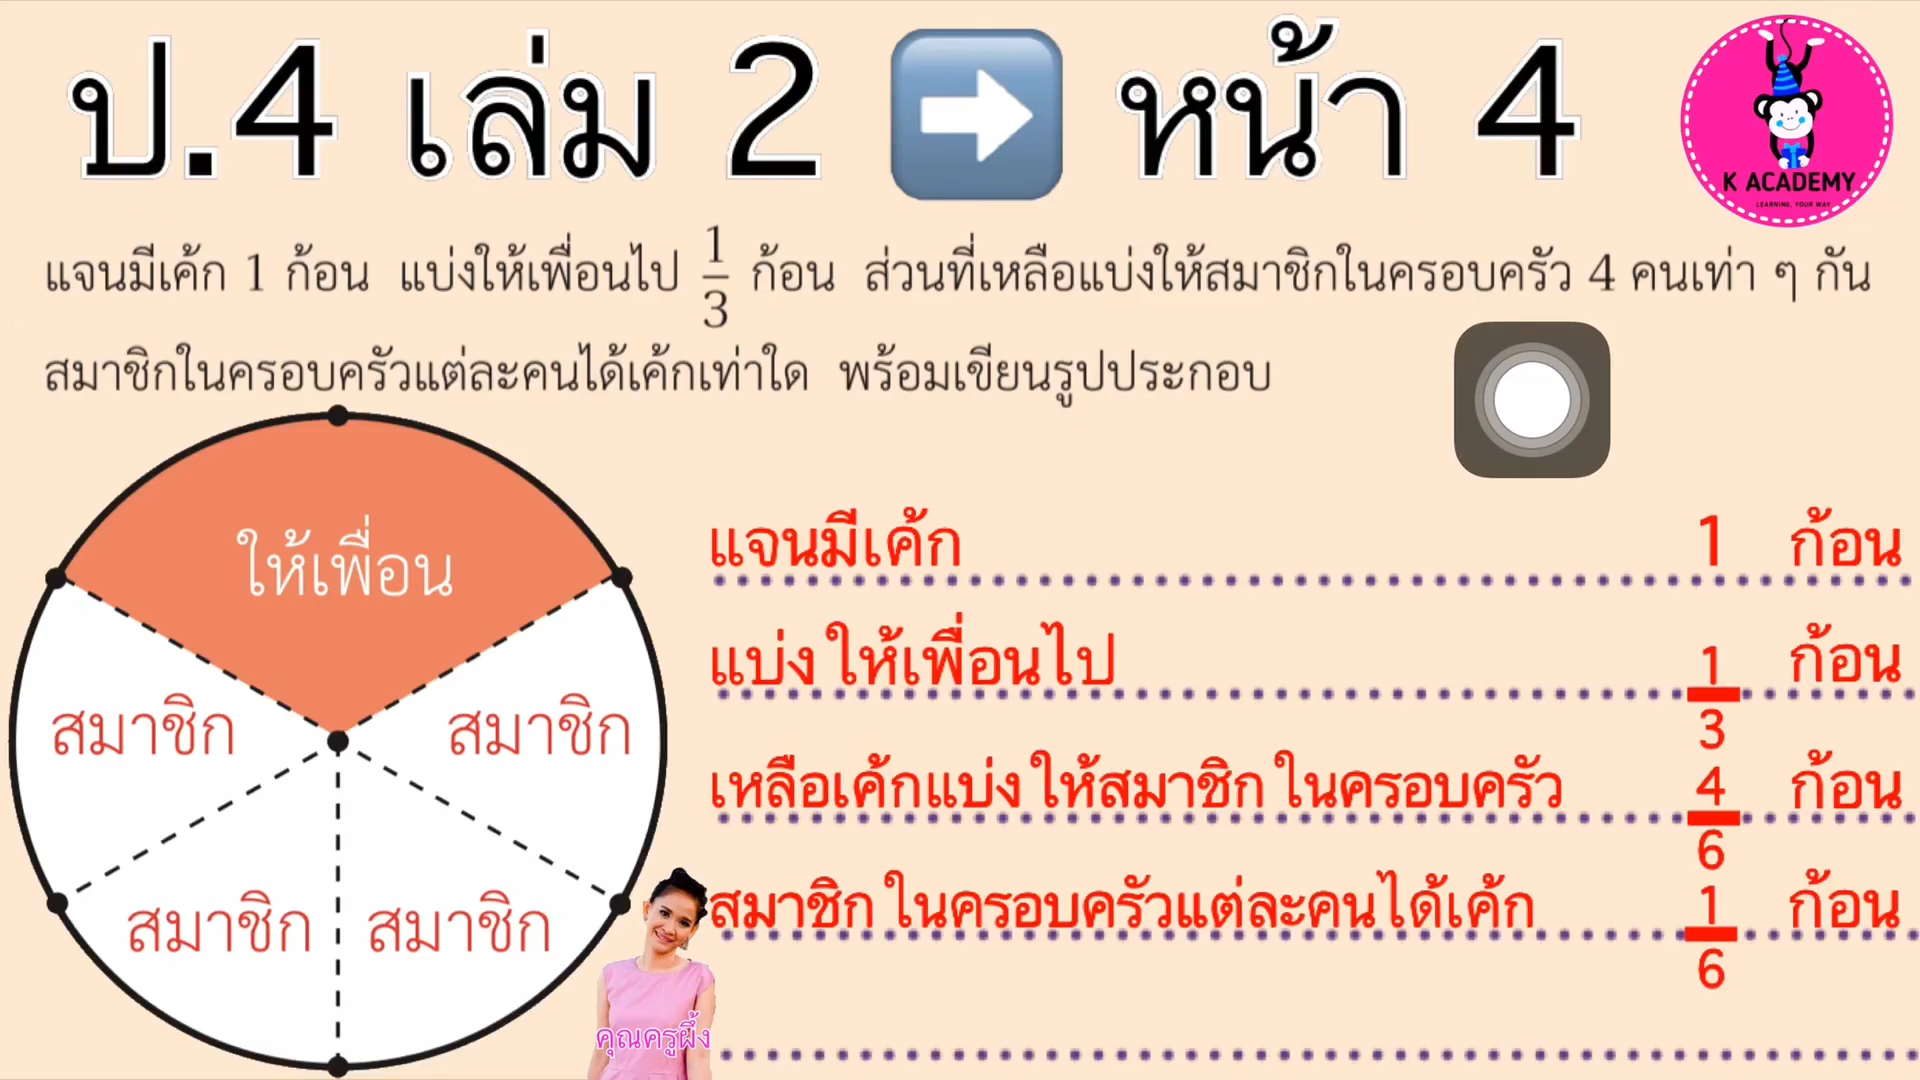 ป.4 เล่ม 2 ➡ หน้า 4
K ACADEMY
LEARNING, YOUR WAY
แจนมีเค้ก 1 ก้อน แบ่งให้เพื่อนไป 1/3 ก้อน ส่วนที่เหลือแบ่งให้สมาชิกในครอบครัว 4 คนเท่า ๆ กัน
สมาชิกในครอบครัวแต่ละคนได้เค้กเท่าใด พร้อมเขียนรูปประกอบ
ให้เพื่อน
สมาชิก
สมาชิก
สมาชิก
สมาชิก
แจนมีเค้ก 1 ก้อน
แบ่งให้เพื่อนไป 1/3 ก้อน
เหลือเค้กแบ่งให้สมาชิกในครอบครัว 4/6 ก้อน
สมาชิกในครอบครัวแต่ละคนได้เค้ก 1/6 ก้อน
คุณครูผึ้ง